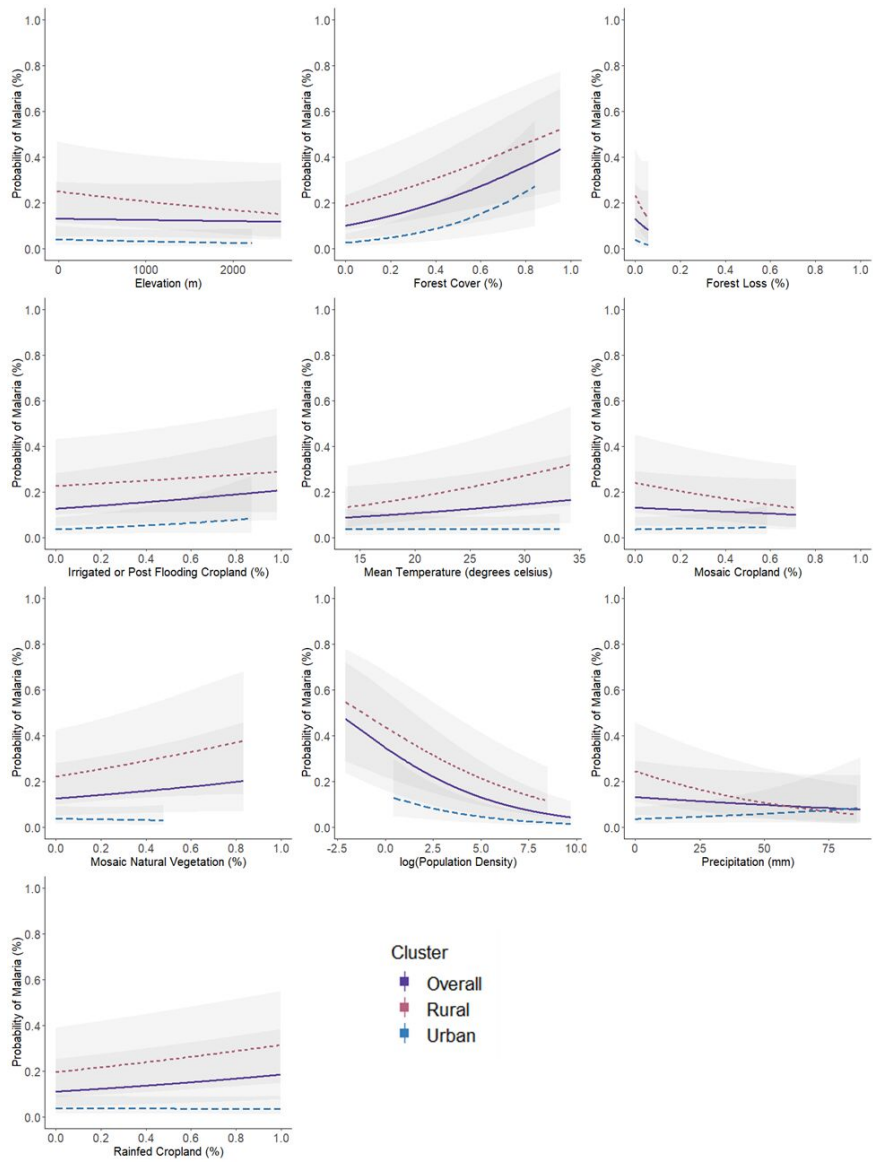 1.0
0.8
0.6
0.4
0.2
0.0
Probability of Malaria (%)
0 1000 2000
Elevation (m)
1.0
0.8
0.6
0.4
0.2
0.0
Probability of Malaria (%)
0.0 0.2 0.4 0.6 0.8 1.0
Forest Cover (%)
1.0
0.8
0.6
0.4
0.2
0.0
Probability of Malaria (%)
0.0 0.2 0.4 0.6 0.8 1.0
Forest Loss (%)
1.0
0.8
0.6
0.4
0.2
0.0
Probability of Malaria (%)
0.0 0.2 0.4 0.6 0.8 1.0
Irrigated or Post Flooding Cropland (%)
1.0
0.8
0.6
0.4
0.2
0.0
Probability of Malaria (%)
15 20 25 30 35
Mean Temperature (degrees celsius)
1.0
0.8
0.6
0.4
0.2
0.0
Probability of Malaria (%)
0.0 0.2 0.4 0.6 0.8 1.0
Mosaic Cropland (%)
1.0
0.8
0.6
0.4
0.2
0.0
Probability of Malaria (%)
0.0 0.2 0.4 0.6 0.8 1.0
Mosaic Natural Vegetation (%)
1.0
0.8
0.6
0.4
0.2
0.0
Probability of Malaria (%)
-2.5 0.0 2.5 5.0 7.5 10.0
log(Population Density)
1.0
0.8
0.6
0.4
0.2
0.0
Probability of Malaria (%)
0 25 50 75
Precipitation (mm)
1.0
0.8
0.6
0.4
0.2
0.0
Probability of Malaria (%)
0.0 0.2 0.4 0.6 0.8 1.0
Rainfed Cropland (%)
Cluster
Overall
Rural
Urban